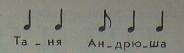 Та - ня Ан - дрю - ша